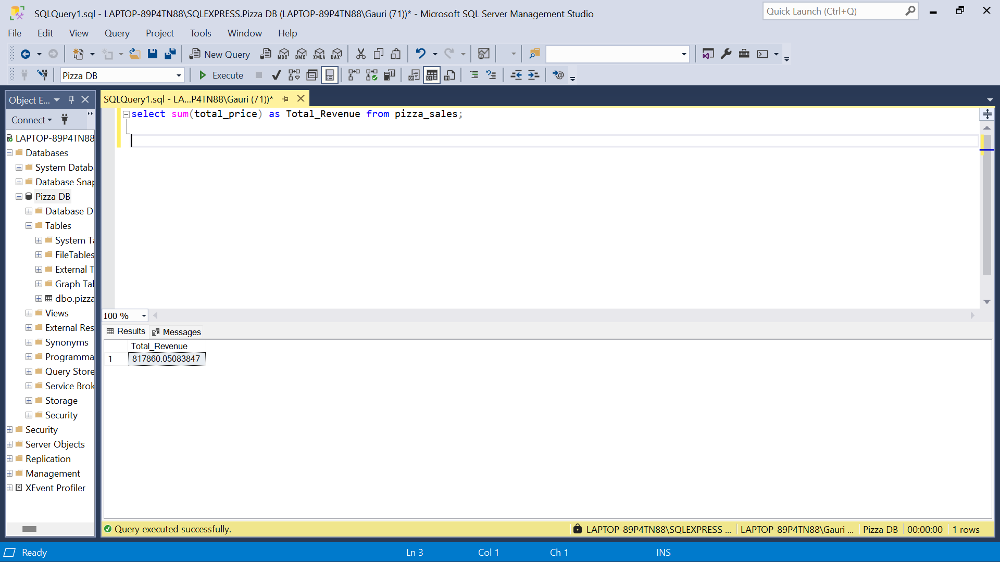 SQLQuery1.sql - LAPTOP-89P4TN88\SQLEXPRESS.Pizza DB (LAPTOP-89P4TN88\Gauri (71))* - Microsoft SQL Server Management Studio
Quick Launch (Ctrl+Q)
File Edit View Query Project Tools Window Help
New Query MDX DMX XMLA DAX
Pizza DB
Execute
Object E...
SQLQuery1.sql - LA...P4TN88\Gauri (71))*
Connect
select sum(total_price) as Total_Revenue from pizza_sales;
LAPTOP-89P4TN88
Databases
System Datab
Database Snap
Pizza DB
Database D
Tables
System Ta
FileTables
External T
Graph Tal
dbo.pizza
Views
External Res
Synonyms
Programma
Query Store
Service Brok
Storage
Security
Security
Server Objects
Replication
Management
XEvent Profiler
100 %
Results Messages
Total_Revenue
1 817860.05083847
Query executed successfully.
LAPTOP-89P4TN88\SQLEXPRESS ... LAPTOP-89P4TN88\Gauri ... Pizza DB 00:00:00 1 rows
Ready Ln 3 Col 1 Ch 1 INS